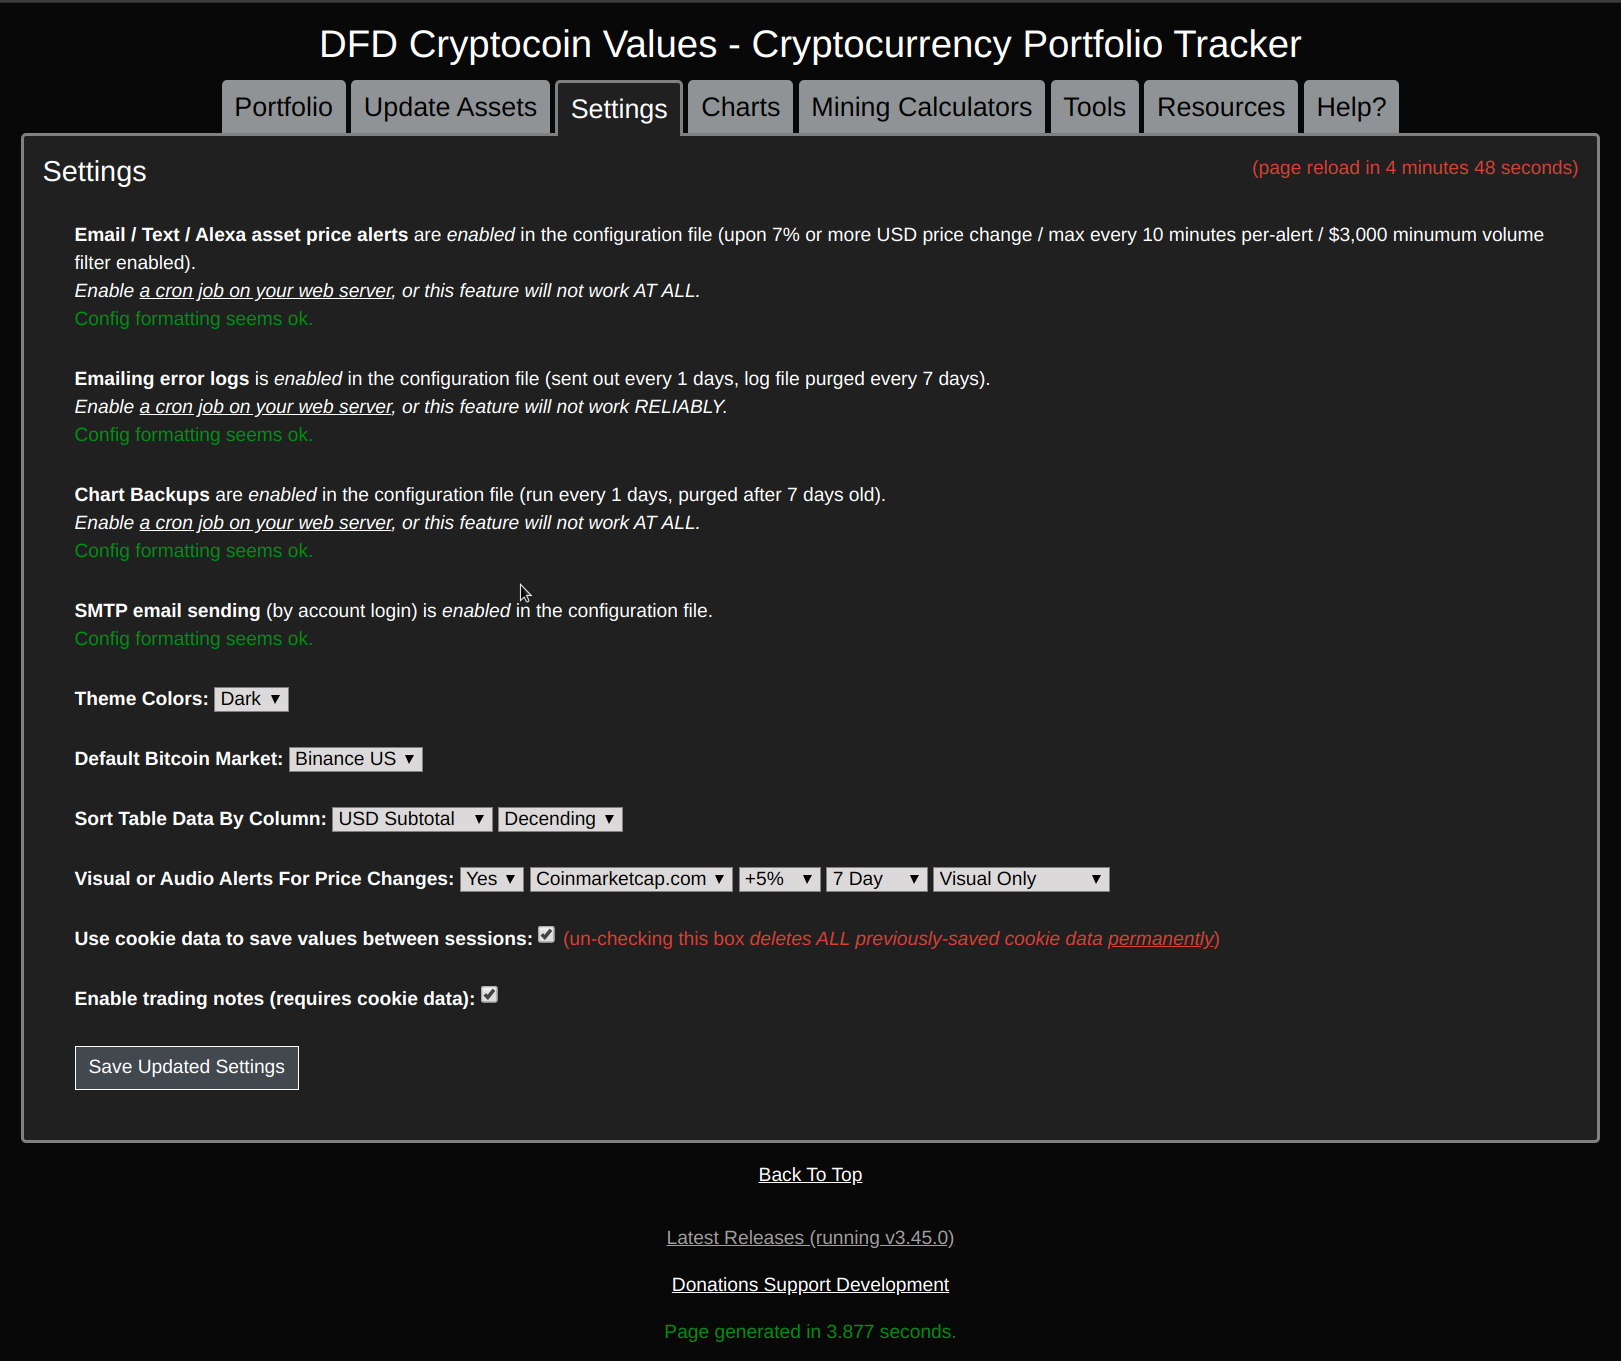 DFD Cryptocoin Values - Cryptocurrency Portfolio Tracker
Portfolio Update Assets Settings Charts Mining Calculators Tools Resources Help?
Settings
(page reload in 4 minutes 48 seconds)
Email / Text / Alexa asset price alerts are enabled in the configuration file (upon 7% or more USD price change / max every 10 minutes per-alert / $3,000 minumum volume
filter enabled).
Enable a cron job on your web server, or this feature will not work AT ALL.
Config formatting seems ok.
Emailing error logs is enabled in the configuration file (sent out every 1 days, log file purged every 7 days).
Enable a cron job on your web server, or this feature will not work RELIABLY.
Config formatting seems ok.
Chart Backups are enabled in the configuration file (run every 1 days, purged after 7 days old).
Enable a cron job on your web server, or this feature will not work AT ALL.
Config formatting seems ok.
SMTP email sending (by account login) is enabled in the configuration file.
Config formatting seems ok.
Theme Colors: Dark
Default Bitcoin Market: Binance US
Sort Table Data By Column: USD Subtotal Decending
Visual or Audio Alerts For Price Changes: Yes Coinmarketcap.com +5% 7 Day Visual Only
Use cookie data to save values between sessions: (un-checking this box deletes ALL previously-saved cookie data permanently)
Enable trading notes (requires cookie data):
Save Updated Settings
Back To Top
Latest Releases (running v3.45.0)
Donations Support Development
Page generated in 3.877 seconds.